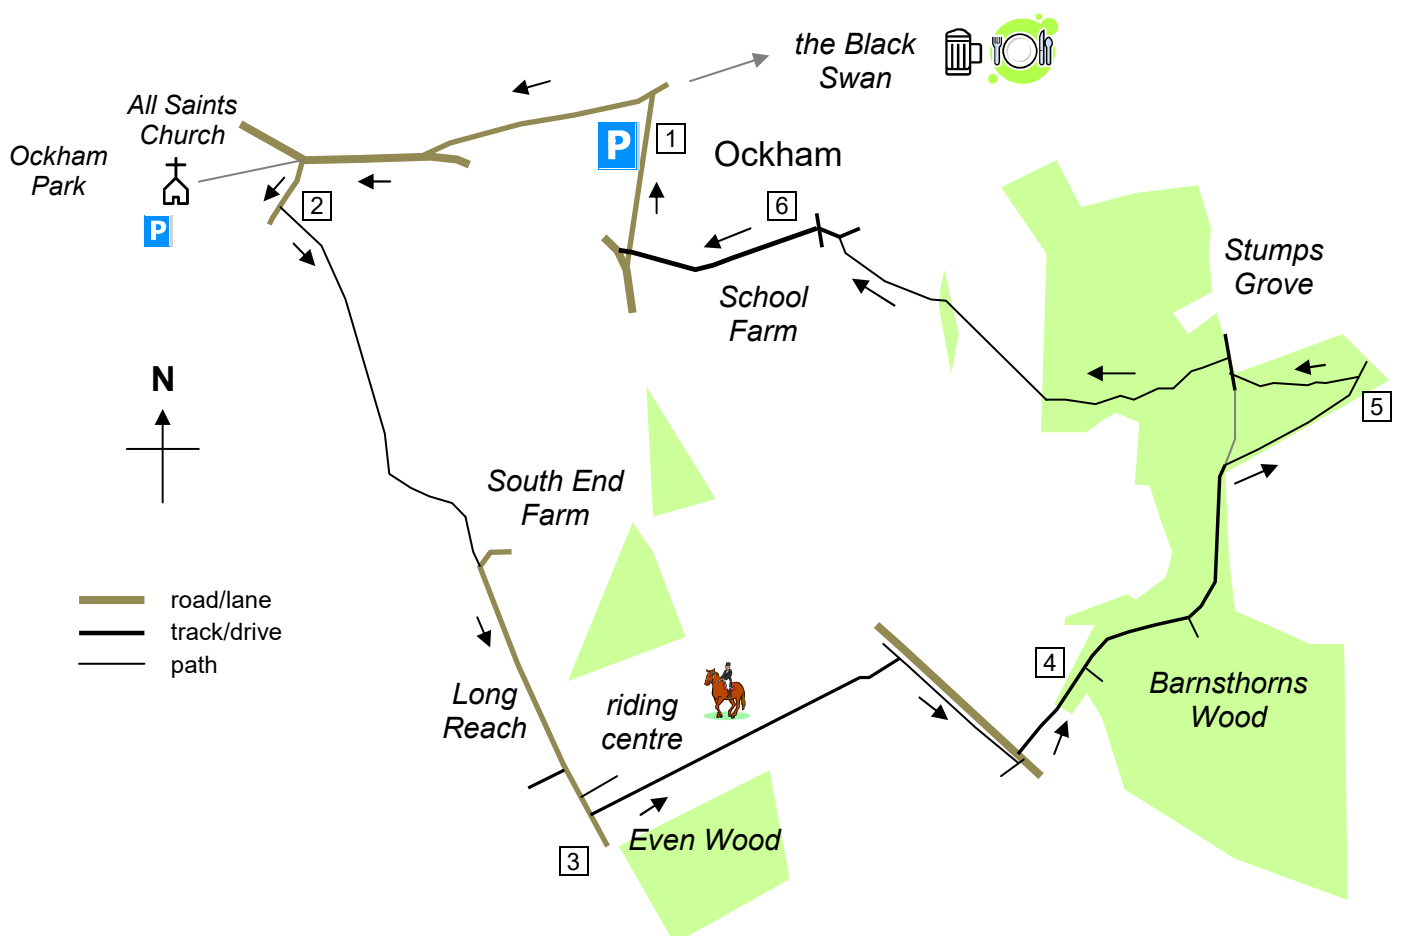 the Black
Swan
All Saints
Church
Ockham
Park
P
1
Ockham
P
2
6
Stumps
Grove
School
Farm
N
5
South End
Farm
road/lane
track/drive
path
4
Barnsthorns
Wood
Long
Reach
riding
centre
Even Wood
3